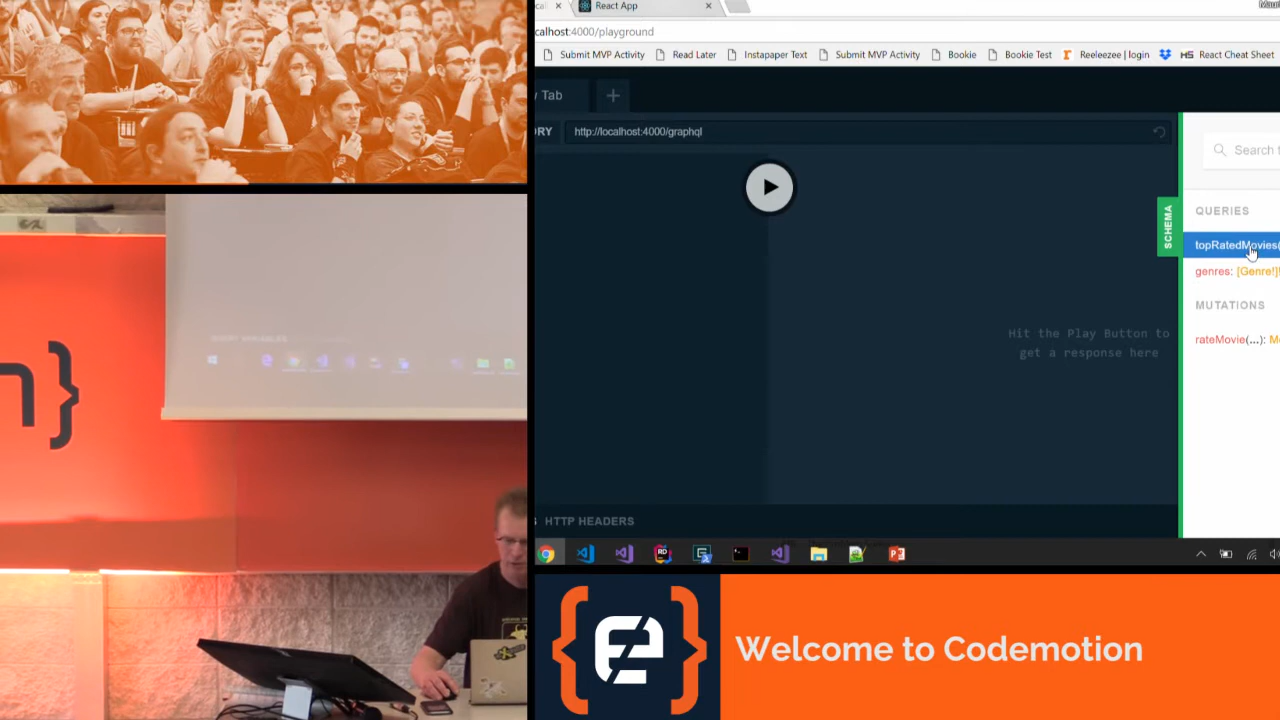 React App
localhost:4000/playground
Submit MVP Activity Read Later Instapaper Text Submit MVP Activity Bookie Bookie Test Reeleezee | login React Cheat Sheet
Tab
http://localhost:4000/graphql
Search
QUERIES
SCHEMA
topRatedMovies(
genres: [Genre!]!
MUTATIONS
rateMovie(...): M
Hit the Play Button to
get a response here
HTTP HEADERS
n}
Welcome to Codemotion